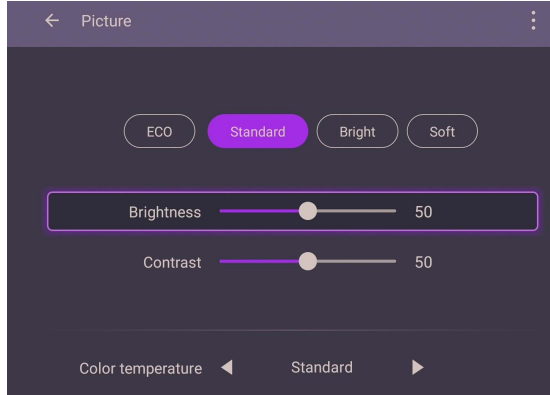 Picture
ECO Standard Bright Soft
Brightness 50
Contrast 50
Color temperature Standard